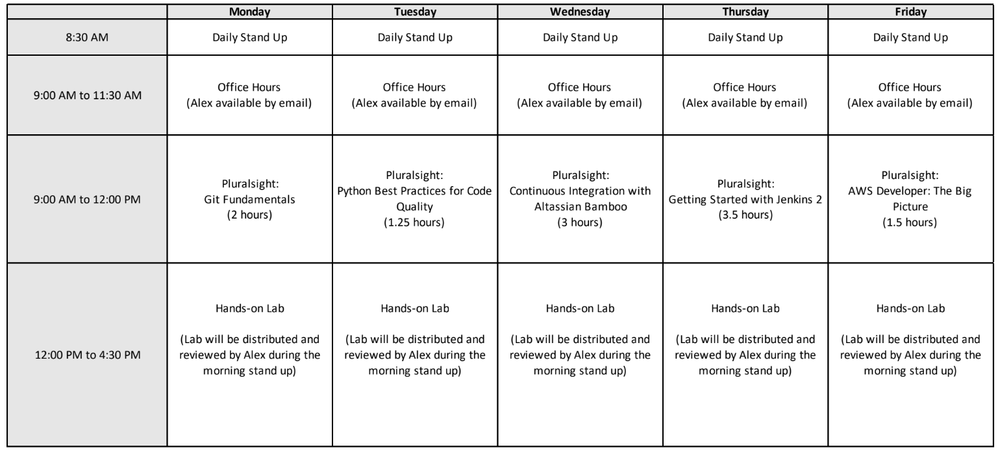 Monday Tuesday Wednesday Thursday Friday
8:30 AM Daily Stand Up Daily Stand Up Daily Stand Up Daily Stand Up Daily Stand Up
9:00 AM to 11:30 AM
Office Hours
(Alex available by email)
Office Hours
(Alex available by email)
Office Hours
(Alex available by email)
Office Hours
(Alex available by email)
Office Hours
(Alex available by email)
9:00 AM to 12:00 PM
Pluralsight:
Git Fundamentals
(2 hours)
Pluralsight:
Python Best Practices for Code
Quality
(1.25 hours)
Pluralsight:
Continuous Integration with
Altassian Bamboo
(3 hours)
Pluralsight:
Getting Started with Jenkins 2
(3.5 hours)
Pluralsight:
AWS Developer: The Big
Picture
(1.5 hours)
12:00 PM to 4:30 PM
Hands-on Lab
(Lab will be distributed and
reviewed by Alex during the
morning stand up)
Hands-on Lab
(Lab will be distributed and
reviewed by Alex during the
morning stand up)
Hands-on Lab
(Lab will be distributed and
reviewed by Alex during the
morning stand up)
Hands-on Lab
(Lab will be distributed and
reviewed by Alex during the
morning stand up)
Hands-on Lab
(Lab will be distributed and
reviewed by Alex during the
morning stand up)